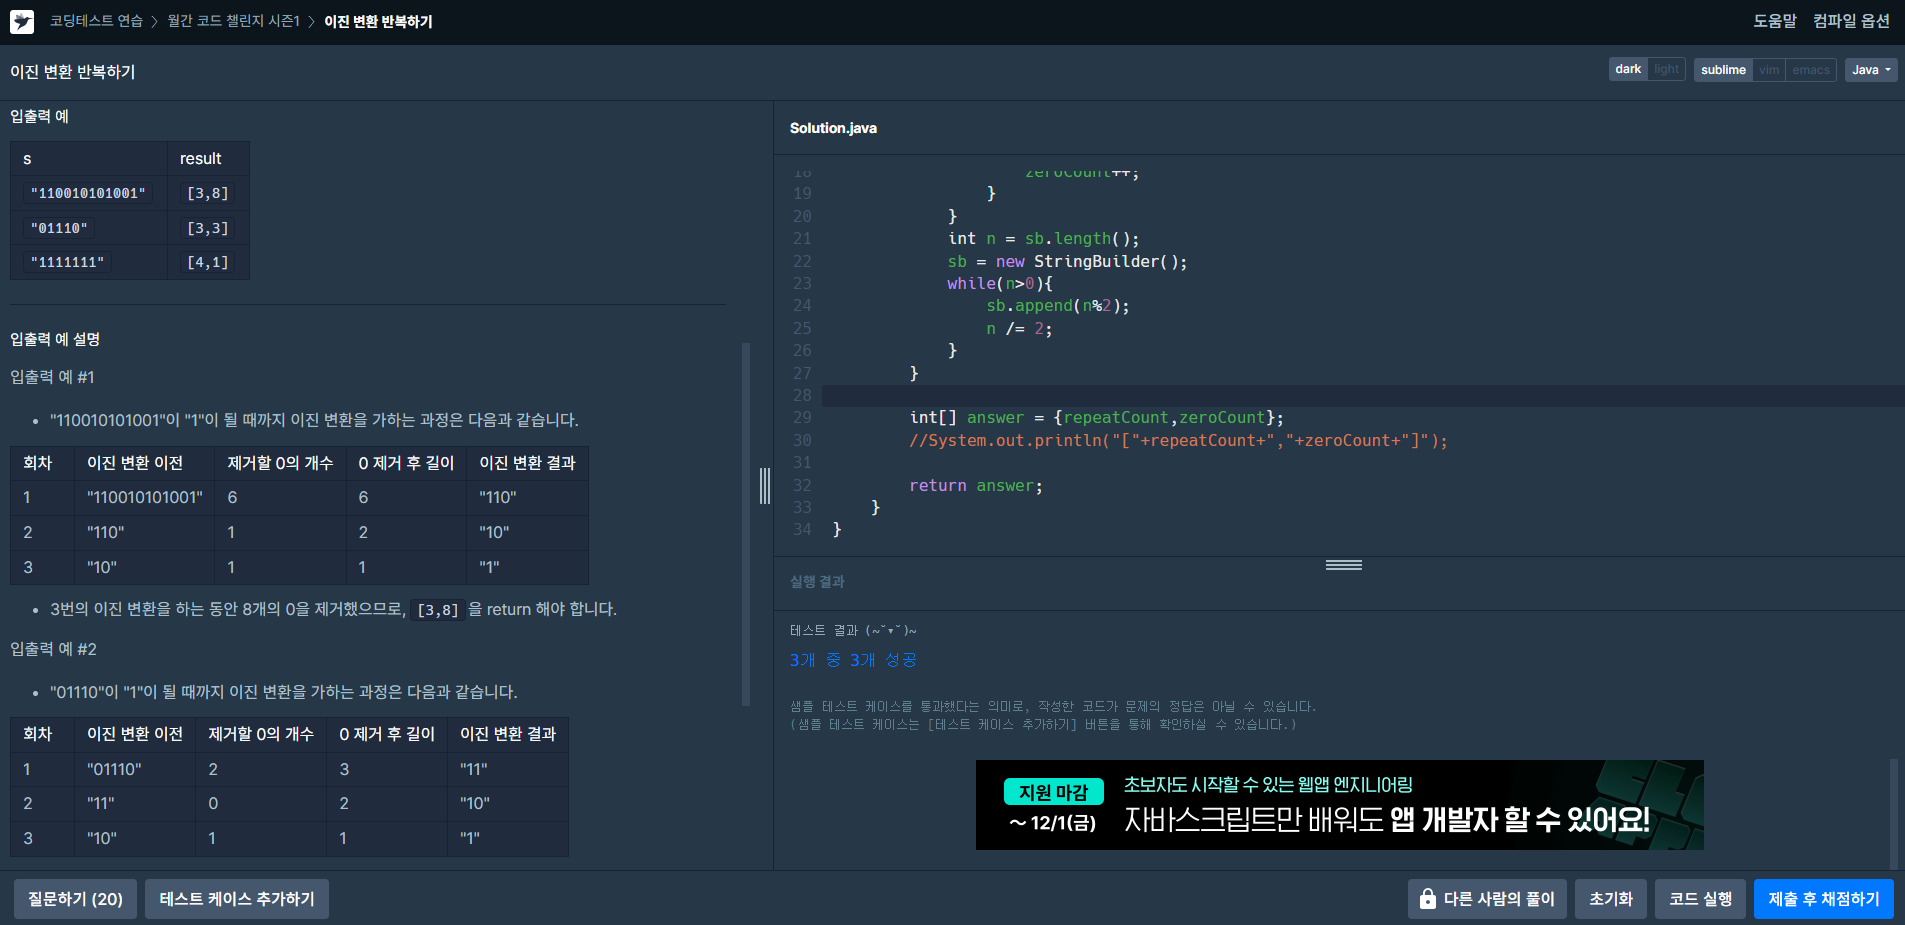 코딩테스트 연습 > 월간 코드 챌린지 시즌1 > 이진 변환 반복하기
도움말 컴파일 옵션
이진 변환 반복하기
dark light sublime vim emacs Java
입출력 예
s result
"110010101001" [3,8]
"01110" [3,3]
"1111111" [4,1]
입출력 예 설명
입출력 예 #1
• "110010101001"이 "1"이 될 때까지 이진 변환을 가하는 과정은 다음과 같습니다.
회차 이진 변환 이전 제거할 0의 개수 0 제거 후 길이 이진 변환 결과
1 "110010101001" 6 6 "110"
2 "110" 1 2 "10"
3 "10" 1 1 "1"
• 3번의 이진 변환을 하는 동안 8개의 0을 제거했으므로, [3,8] 을 return 해야 합니다.
입출력 예 #2
• "01110"이 "1"이 될 때까지 이진 변환을 가하는 과정은 다음과 같습니다.
회차 이진 변환 이전 제거할 0의 개수 0 제거 후 길이 이진 변환 결과
1 "01110" 2 3 "11"
2 "11" 0 2 "10"
3 "10" 1 1 "1"
Solution.java
18 zeroCount++;
19 }
20 }
21 int n = sb.length();
22 sb = new StringBuilder();
23 while(n>0){
24 sb.append(n%2);
25 n /= 2;
26 }
27 }
28
29 int[] answer = {repeatCount,zeroCount};
30 //System.out.println("["+repeatCount+","+zeroCount+"]");
31
32 return answer;
33 }
34 }
실행 결과
테스트 결과 (~˘▾˘)~
3개 중 3개 성공
샘플 테스트 케이스를 통과했다는 의미로, 작성한 코드가 문제의 정답은 아닐 수 있습니다.
(샘플 테스트 케이스는 [테스트 케이스 추가하기] 버튼을 통해 확인하실 수 있습니다.)
지원 마감
~ 12/1(금)
초보자도 시작할 수 있는 웹앱 엔지니어링
자바스크립트만 배워도 앱 개발자 할 수 있어요!
질문하기 (20) 테스트 케이스 추가하기 다른 사람의 풀이 초기화 코드 실행 제출 후 채점하기